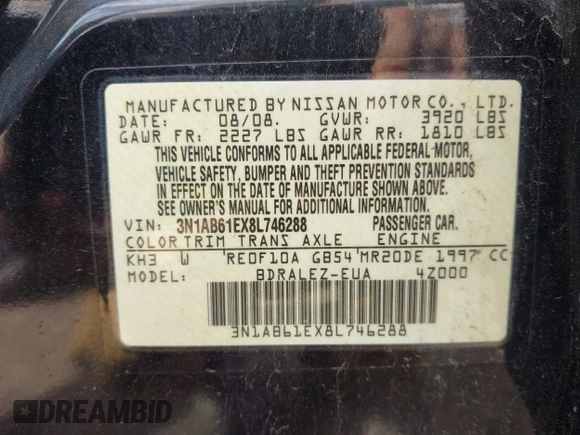 MANUFACTURED BY NISSAN MOTOR CO., LTD.
DATE: 08/08. GVWR: 3920 LBS
GAWR FR: 2227 LBS GAWR RR: 1810 LBS
THIS VEHICLE CONFORMS TO ALL APPLICABLE FEDERAL-MOTOR,
VEHICLE SAFETY, BUMPER AND THEFT PREVENTION STANDARDS
IN EFFECT ON THE DATE OF MANUFACTURE SHOWN ABOVE.
SEE OWNER'S MANUAL FOR ADDITIONAL INFORMATION.
VIN: 3N1AB61EX8L746288 PASSENGER CAR.
COLOR TRIM TRANS AXLE ENGINE
KH3 W 'RE0F10A GB54'MR20DE 1997 CC
MODEL: BDRALEZ-EUA 4Z000
3N1AB61EX8L746288
DREAMBID